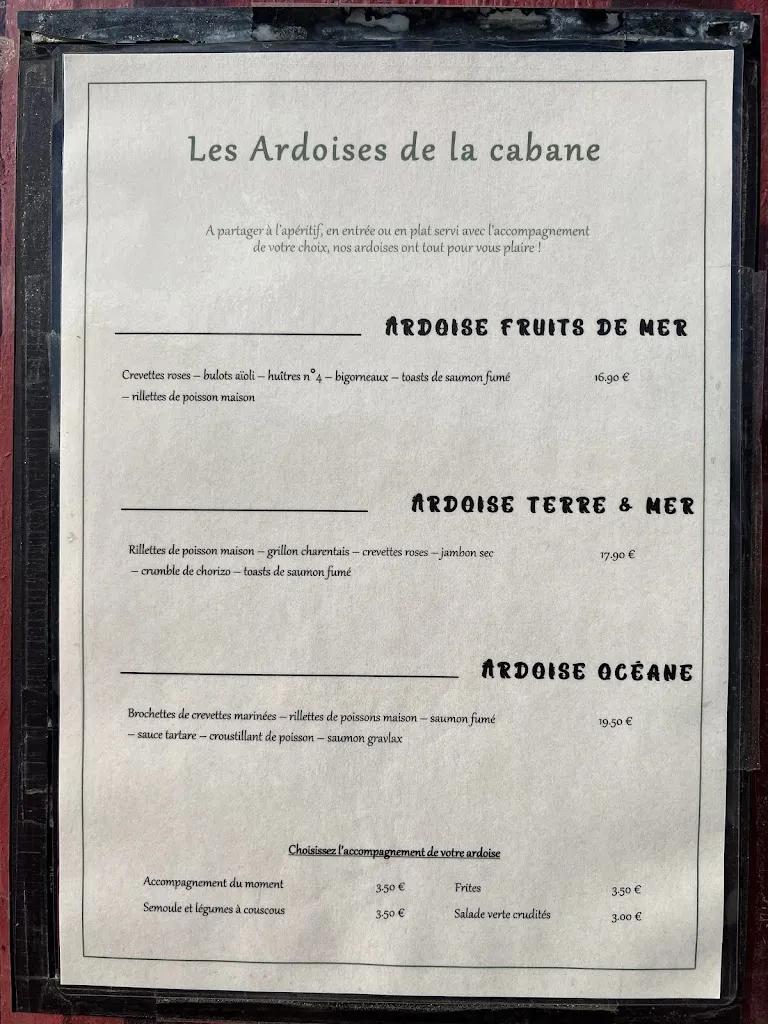 Les Ardoises de la cabane
A partager à l'apéritif, en entrée ou en plat servi avec l'accompagnement
de votre choix, nos ardoises ont tout pour vous plaire !
ARDOISE FRUITS DE MER
Crevettes roses – bulots aïoli – huîtres n°4 – bigorneaux – toasts de saumon fumé 16.90 €
– rillettes de poisson maison
ARDOISE TERRE & MER
Rillettes de poisson maison – grillon charentais – crevettes roses – jambon sec 17.90 €
– crumble de chorizo – toasts de saumon fumé
ARDOISE OCÉANE
Brochettes de crevettes marinées – rillettes de poissons maison – saumon fumé 19.50 €
– sauce tartare – croustillant de poisson – saumon gravlax
Choisissez l'accompagnement de votre ardoise
Accompagnement du moment 3.50 € Frites 3.50 €
Semoule et légumes à couscous 3.50 € Salade verte crudités 3.00 €